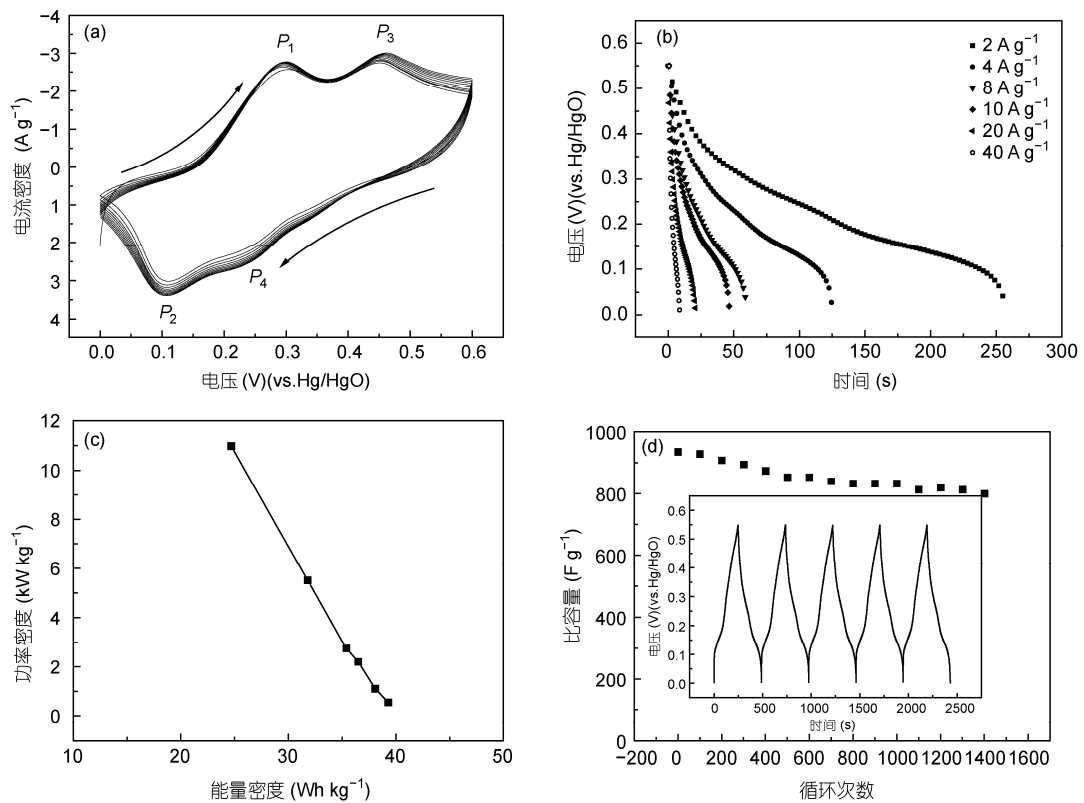 (a)
P1
P3
P2
P4
−4
−3
−2
−1
0
1
2
3
4
电流密度 (A g−1)
0.0 0.1 0.2 0.3 0.4 0.5 0.6
电压 (V)(vs.Hg/HgO)
(b)
2 A g−1
4 A g−1
8 A g−1
10 A g−1
20 A g−1
40 A g−1
0.6
0.5
0.4
0.3
0.2
0.1
0.0
电压 (V)(vs.Hg/HgO)
0 50 100 150 200 250 300
时间 (s)
(c)
12
10
8
6
4
2
0
功率密度 (kW kg−1)
10 20 30 40 50
能量密度 (Wh kg−1)
(d)
1000
800
600
400
200
0
比容量 (F g−1)
−200 0 200 400 600 800 1000 1200 1400 1600
循环次数
0.6
0.5
0.4
0.3
0.2
0.1
0.0
电压 (V)(vs.Hg/HgO)
0 500 1000 1500 2000 2500
时间 (s)